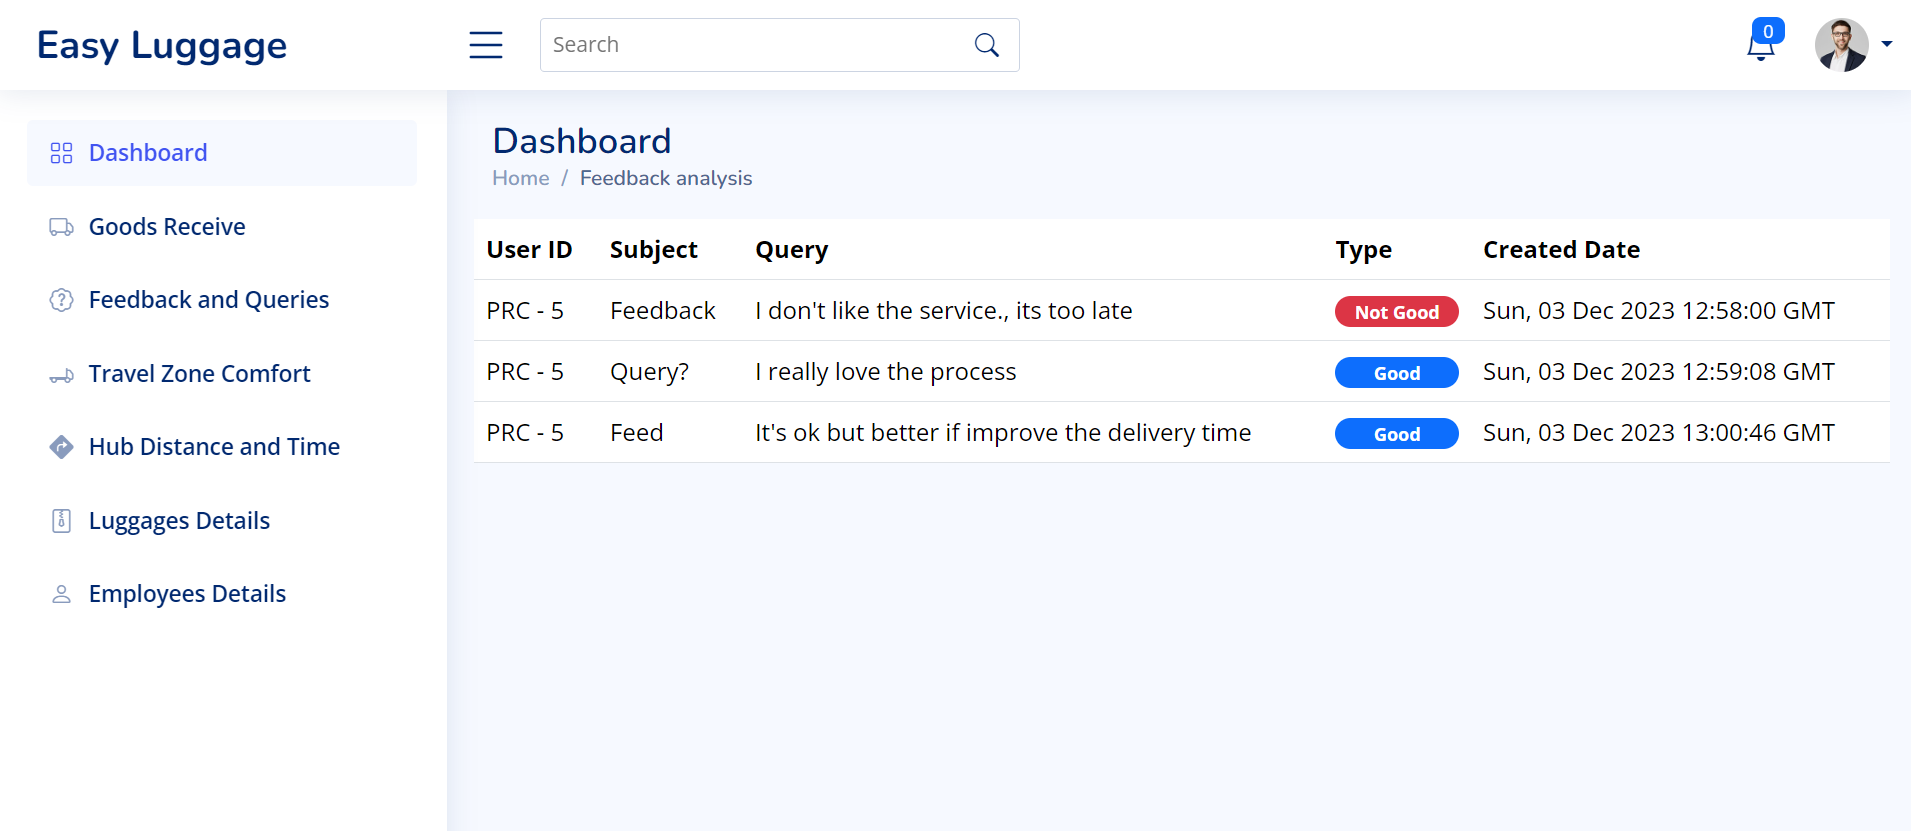 Easy Luggage
Search
0
Dashboard
Goods Receive
Feedback and Queries
Travel Zone Comfort
Hub Distance and Time
Luggages Details
Employees Details
Dashboard
Home / Feedback analysis
User ID Subject Query Type Created Date
PRC - 5 Feedback I don't like the service., its too late Not Good Sun, 03 Dec 2023 12:58:00 GMT
PRC - 5 Query? I really love the process Good Sun, 03 Dec 2023 12:59:08 GMT
PRC - 5 Feed It's ok but better if improve the delivery time Good Sun, 03 Dec 2023 13:00:46 GMT